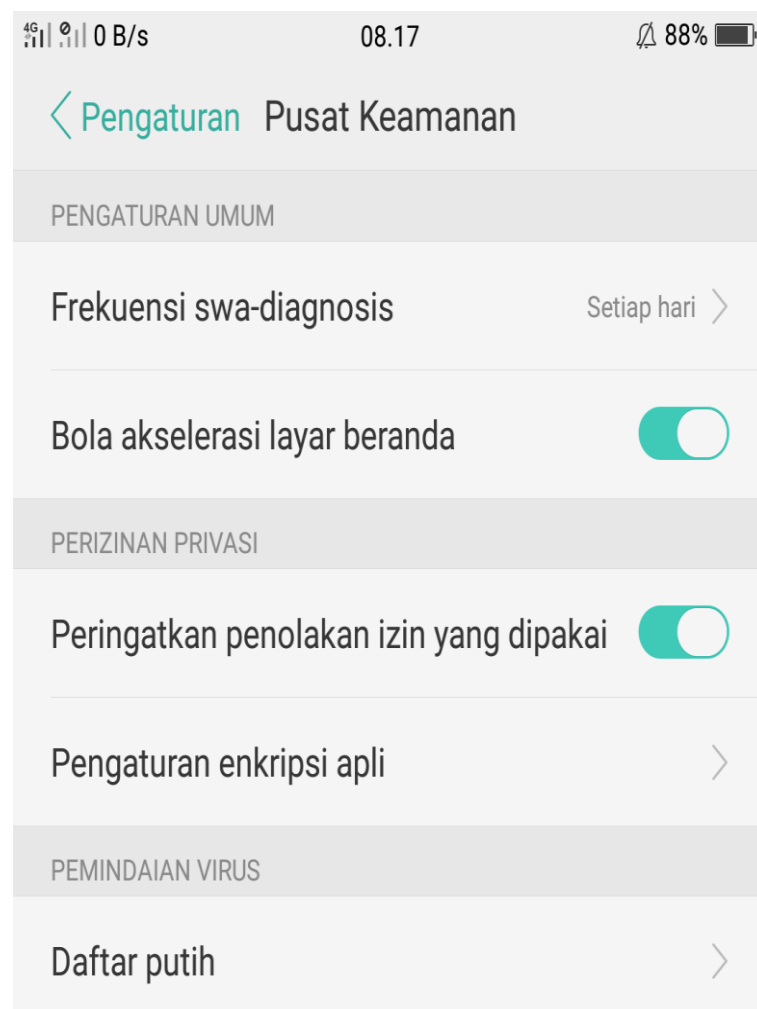 4G 0 B/s 08.17 88%
Pengaturan Pusat Keamanan
PENGATURAN UMUM
Frekuensi swa-diagnosis Setiap hari
Bola akselerasi layar beranda
PERIZINAN PRIVASI
Peringatkan penolakan izin yang dipakai
Pengaturan enkripsi apli
PEMINDAIAN VIRUS
Daftar putih